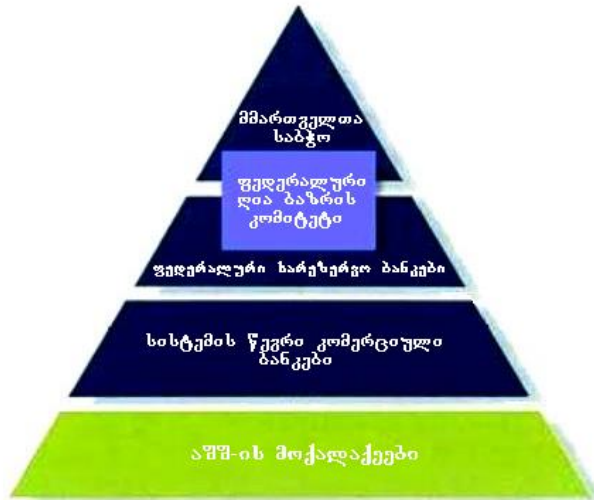 მმართველთა
საბჭო
ფედერალური
ღია ბაზრის
კომიტეტი
ფედერალური სარეზერვო ბანკები
სისტემის წევრი კომერციული
ბანკები
აშშ-ის მოქალაქეები